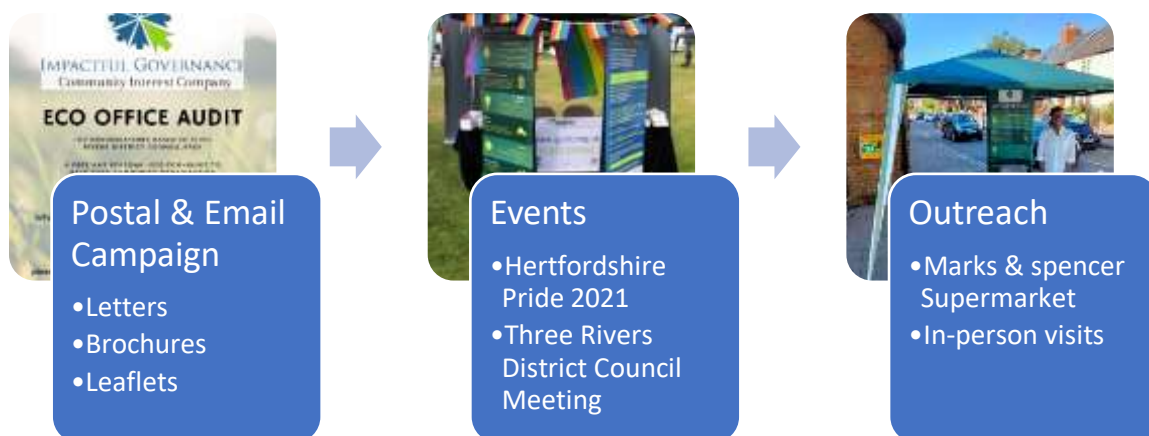 IMPACTFUL GOVERNANCE
Community Interest Company
ECO OFFICE AUDIT
Postal & Email
Campaign
•Letters
•Brochures
•Leaflets
Events
•Hertfordshire
Pride 2021
•Three Rivers
District Council
Meeting
Outreach
•Marks & spencer
Supermarket
•In-person visits